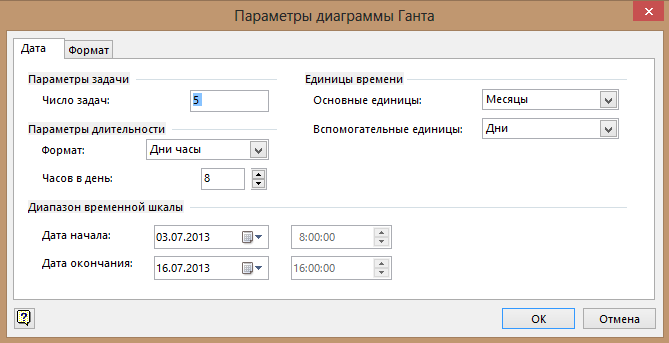 Параметры диаграммы Ганта
Дата Формат
Параметры задачи
Число задач: 5
Параметры длительности
Формат: Дни часы
Часов в день: 8
Единицы времени
Основные единицы: Месяцы
Вспомогательные единицы: Дни
Диапазон временной шкалы
Дата начала: 03.07.2013 8:00:00
Дата окончания: 16.07.2013 16:00:00
? OK Отмена